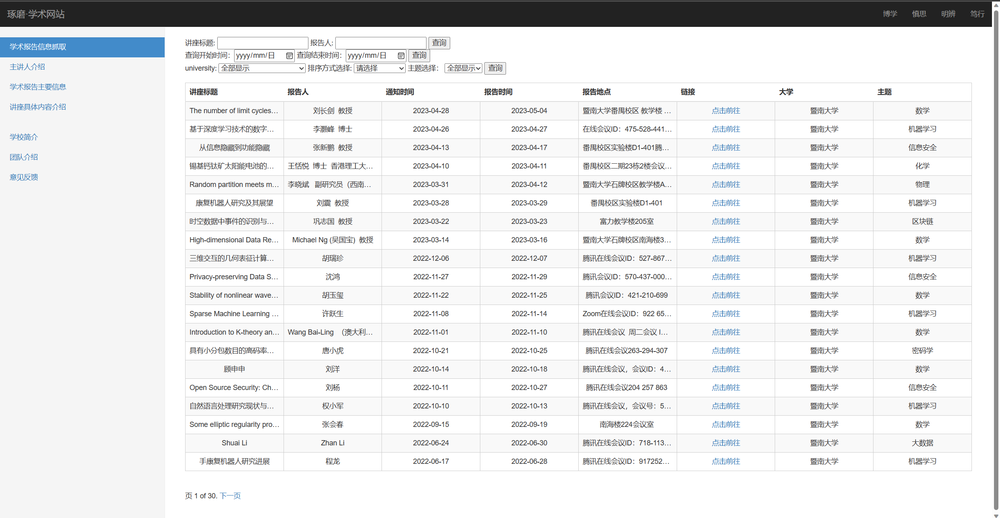 琢磨·学术网站 博学 慎思 明辨 笃行
学术报告信息抓取
主讲人介绍
学术报告主要信息
讲座具体内容介绍
学校简介
团队介绍
意见反馈
讲座标题: 报告人: 查询
查询开始时间： yyyy/mm/日 查询结束时间： yyyy/mm/日 查询
university: 全部显示 排序方式选择: 请选择 主题选择： 全部显示 查询
讲座标题 报告人 通知时间 报告时间 报告地点 链接 大学 主题
The number of limit cycles… 刘长剑 教授 2023-04-28 2023-05-04 暨南大学番禺校区 教学楼 … 点击前往 暨南大学 数学
基于深度学习技术的数字… 李灏峰 博士 2023-04-26 2023-04-27 在线会议ID：475-528-441… 点击前往 暨南大学 机器学习
从信息隐藏到功能隐藏 张新鹏 教授 2023-04-13 2023-04-17 番禺校区实验楼D1-401腾… 点击前往 暨南大学 信息安全
锡基钙钛矿太阳能电池的… 王恬悦 博士 香港理工大… 2023-04-10 2023-04-11 番禺校区二期23栋2楼会议… 点击前往 暨南大学 化学
Random partition meets m… 李晓斌 副研究员（西南… 2023-03-31 2023-04-12 暨南大学石牌校区教学楼A… 点击前往 暨南大学 物理
康复机器人研究及其展望 刘震 教授 2023-03-28 2023-03-29 番禺校区实验楼D1-401 点击前往 暨南大学 机器学习
时空数据中事件的识别与… 巩志国 教授 2023-03-22 2023-03-23 富力教学楼205室 点击前往 暨南大学 区块链
High-dimensional Data Re… Michael Ng (吴国宝) 教授 2023-03-14 2023-03-16 暨南大学石牌校区南海楼3… 点击前往 暨南大学 数学
三维交互的几何表征计算… 胡瑞珍 2022-12-06 2022-12-07 腾讯在线会议ID：527-867… 点击前往 暨南大学 机器学习
Privacy-preserving Data S… 沈鸿 2022-11-27 2022-11-29 腾讯会议ID：570-437-000… 点击前往 暨南大学 信息安全
Stability of nonlinear wave… 胡玉玺 2022-11-22 2022-11-25 腾讯会议ID：421-210-699 点击前往 暨南大学 数学
Sparse Machine Learning … 许跃生 2022-11-08 2022-11-14 Zoom在线会议ID：922 65… 点击前往 暨南大学 机器学习
Introduction to K-theory an… Wang Bai-Ling （澳大利… 2022-11-01 2022-11-10 腾讯在线会议 周二会议 I… 点击前往 暨南大学 数学
具有小分包数目的高码率… 唐小虎 2022-10-21 2022-10-25 腾讯在线会议263-294-307 点击前往 暨南大学 密码学
顾申申 刘洋 2022-10-14 2022-10-18 腾讯在线会议，会议ID：4… 点击前往 暨南大学 数学
Open Source Security: Ch… 刘杨 2022-10-11 2022-10-27 腾讯在线会议204 257 863 点击前往 暨南大学 信息安全
自然语言处理研究现状与… 权小军 2022-10-10 2022-10-13 腾讯在线会议，会议号：5… 点击前往 暨南大学 机器学习
Some elliptic regularity pro… 张会春 2022-09-15 2022-09-19 南海楼224会议室 点击前往 暨南大学 数学
Shuai Li Zhan Li 2022-06-24 2022-06-30 腾讯在线会议ID：718-113… 点击前往 暨南大学 大数据
手康复机器人研究进展 程龙 2022-06-17 2022-06-28 腾讯在线会议ID：917252… 点击前往 暨南大学 机器学习
页 1 of 30. 下一页